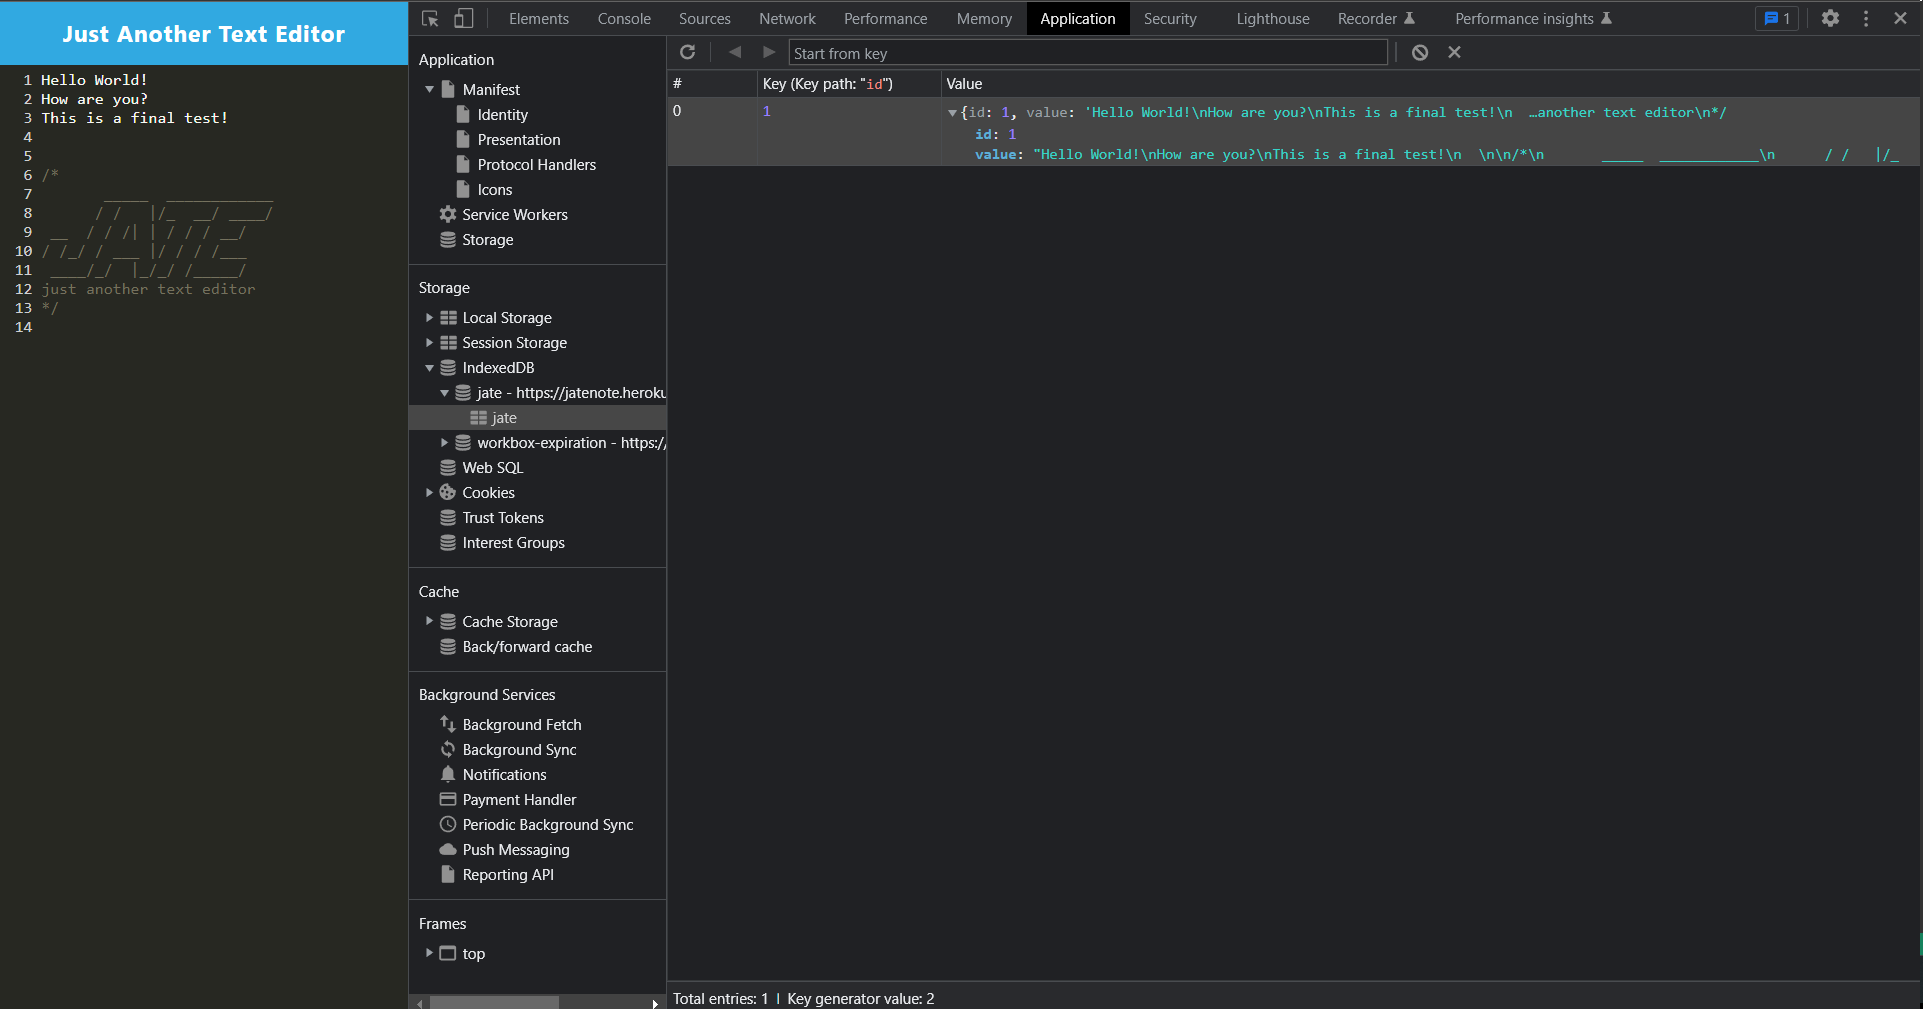 Just Another Text Editor
1 Hello World!
2 How are you?
3 This is a final test!
4
5
6 /*
7        _____  ____________
8       / /   |/_  __/ ____/
9  __  / / /| | / / / __/
10 / /_/ / ___ |/ / / /___
11  ____/_/  |_/_/ /_____/
12 just another text editor
13 */
14
Elements Console Sources Network Performance Memory Application Security Lighthouse Recorder Performance insights 1
Application
Manifest
Identity
Presentation
Protocol Handlers
Icons
Service Workers
Storage
Storage
Local Storage
Session Storage
IndexedDB
jate - https://jatenote.heroku
jate
workbox-expiration - https:/
Web SQL
Cookies
Trust Tokens
Interest Groups
Cache
Cache Storage
Back/forward cache
Background Services
Background Fetch
Background Sync
Notifications
Payment Handler
Periodic Background Sync
Push Messaging
Reporting API
Frames
top
Start from key
# Key (Key path: "id") Value
0 1 {id: 1, value: 'Hello World!\nHow are you?\nThis is a final test!\n  …another text editor\n*/
id: 1
value: "Hello World!\nHow are you?\nThis is a final test!\n  \n\n/*\n       _____  ____________\n      / /   |/_
Total entries: 1 | Key generator value: 2